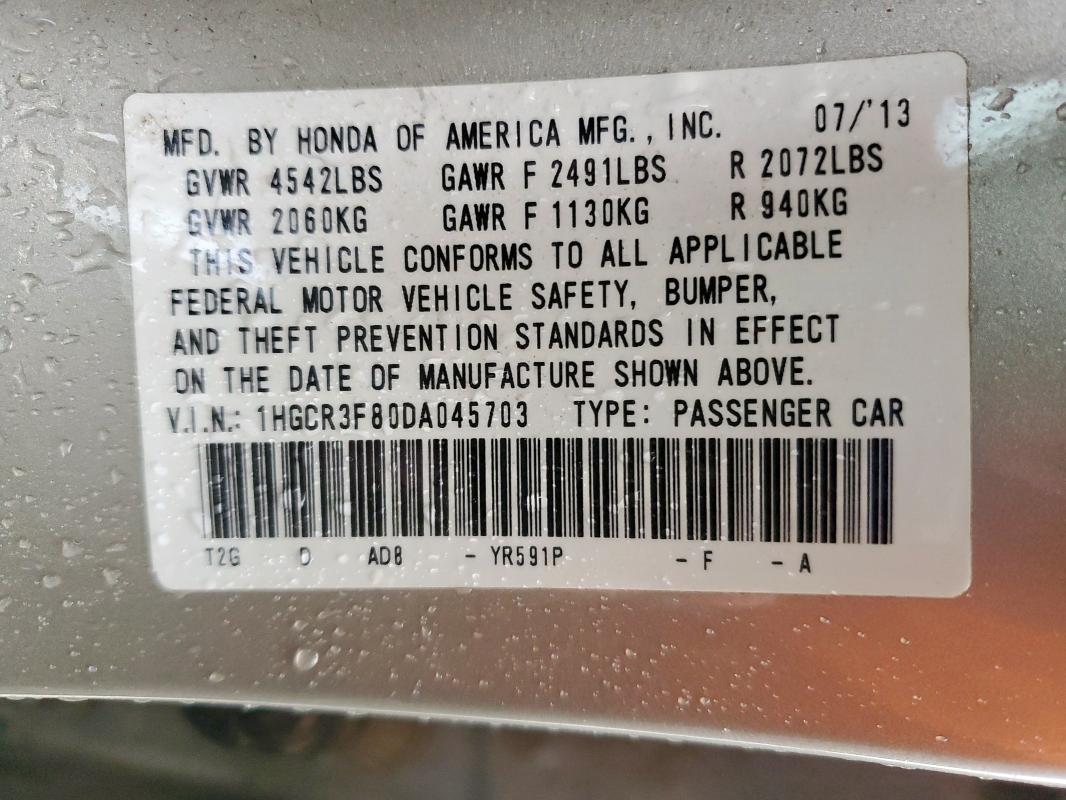 MFD. BY HONDA OF AMERICA MFG., INC. 07/'13
GVWR 4542LBS GAWR F 2491LBS R 2072LBS
GVWR 2060KG GAWR F 1130KG R 940KG
THIS VEHICLE CONFORMS TO ALL APPLICABLE
FEDERAL MOTOR VEHICLE SAFETY, BUMPER,
AND THEFT PREVENTION STANDARDS IN EFFECT
ON THE DATE OF MANUFACTURE SHOWN ABOVE.
V.I.N.: 1HGCR3F80DA045703 TYPE: PASSENGER CAR
T2G D AD8 - YR591P - F - A